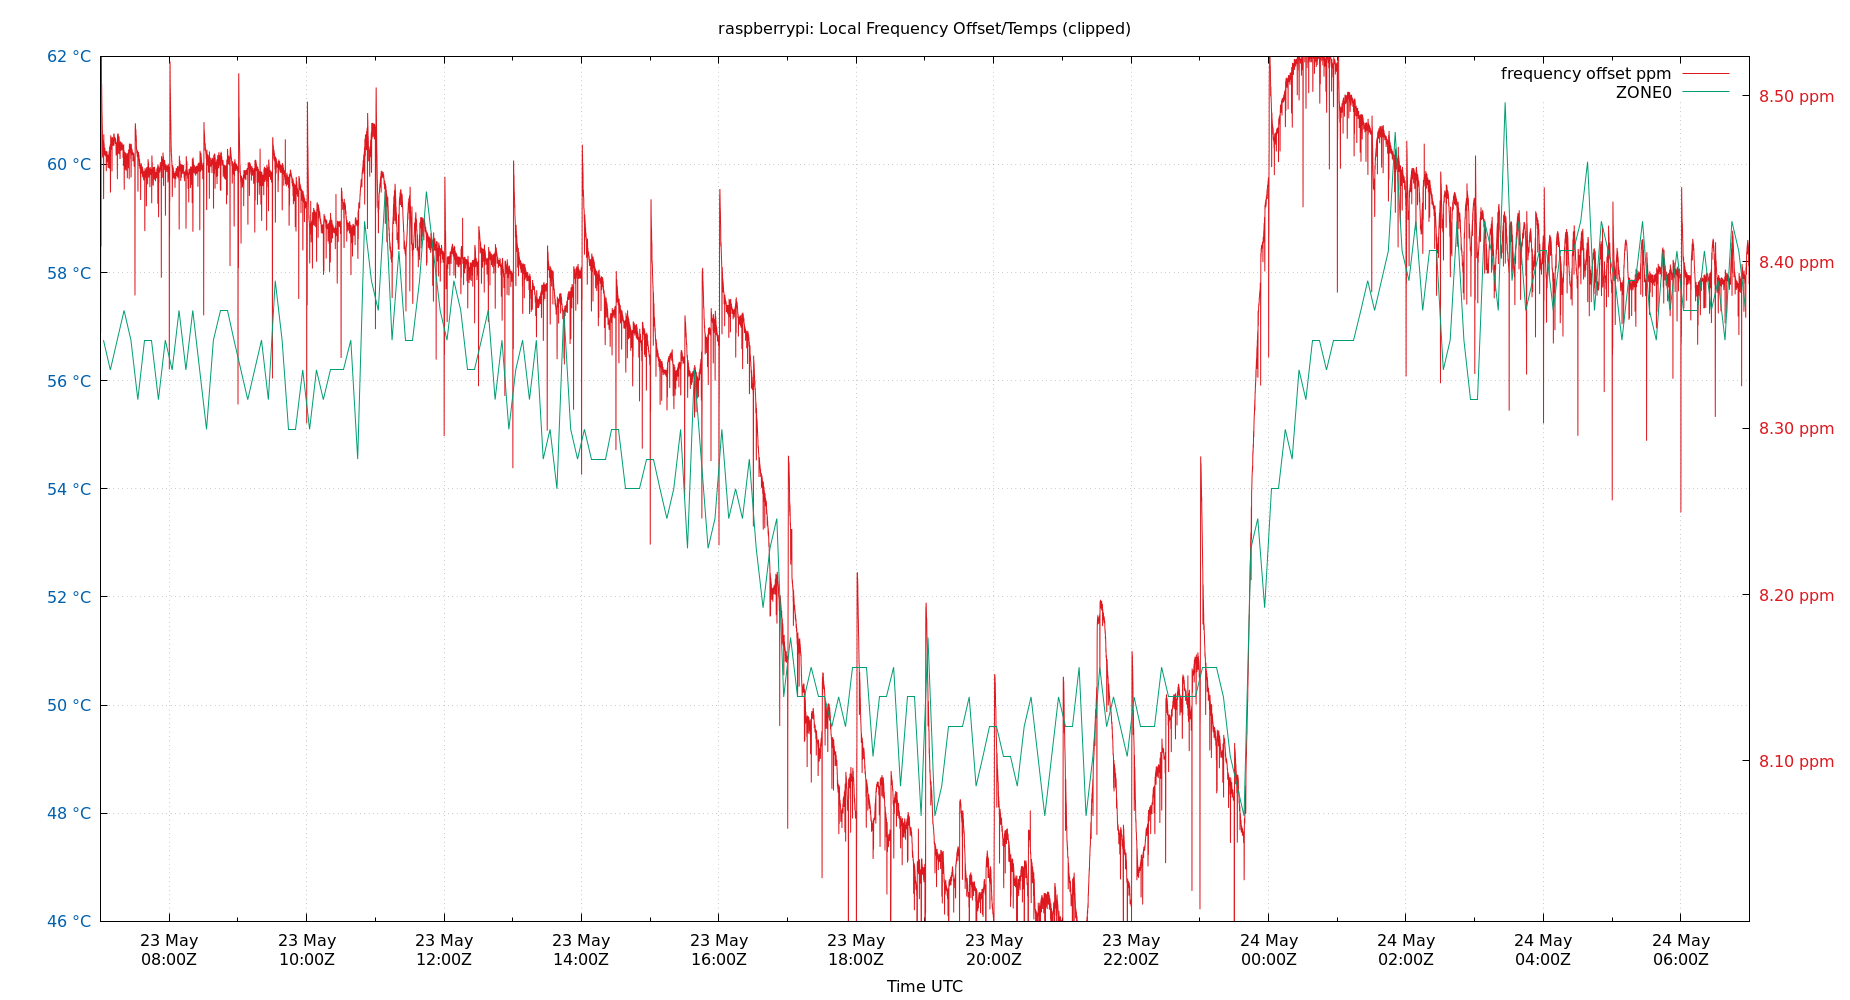 raspberrypi: Local Frequency Offset/Temps (clipped)
62 °C
60 °C
58 °C
56 °C
54 °C
52 °C
50 °C
48 °C
46 °C
frequency offset ppm
ZONE0
8.50 ppm
8.40 ppm
8.30 ppm
8.20 ppm
8.10 ppm
23 May 08:00Z
23 May 10:00Z
23 May 12:00Z
23 May 14:00Z
23 May 16:00Z
23 May 18:00Z
23 May 20:00Z
23 May 22:00Z
24 May 00:00Z
24 May 02:00Z
24 May 04:00Z
24 May 06:00Z
Time UTC